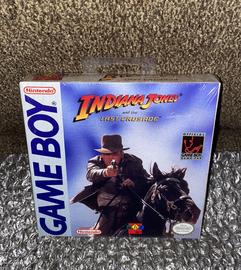 Nintendo
GAME BOY
INDIANA JONES
and the
LAST CRUSADE
Nintendo